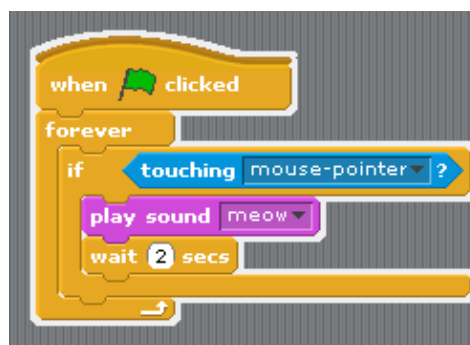 when clicked
forever
if touching mouse-pointer ?
play sound meow
wait 2 secs